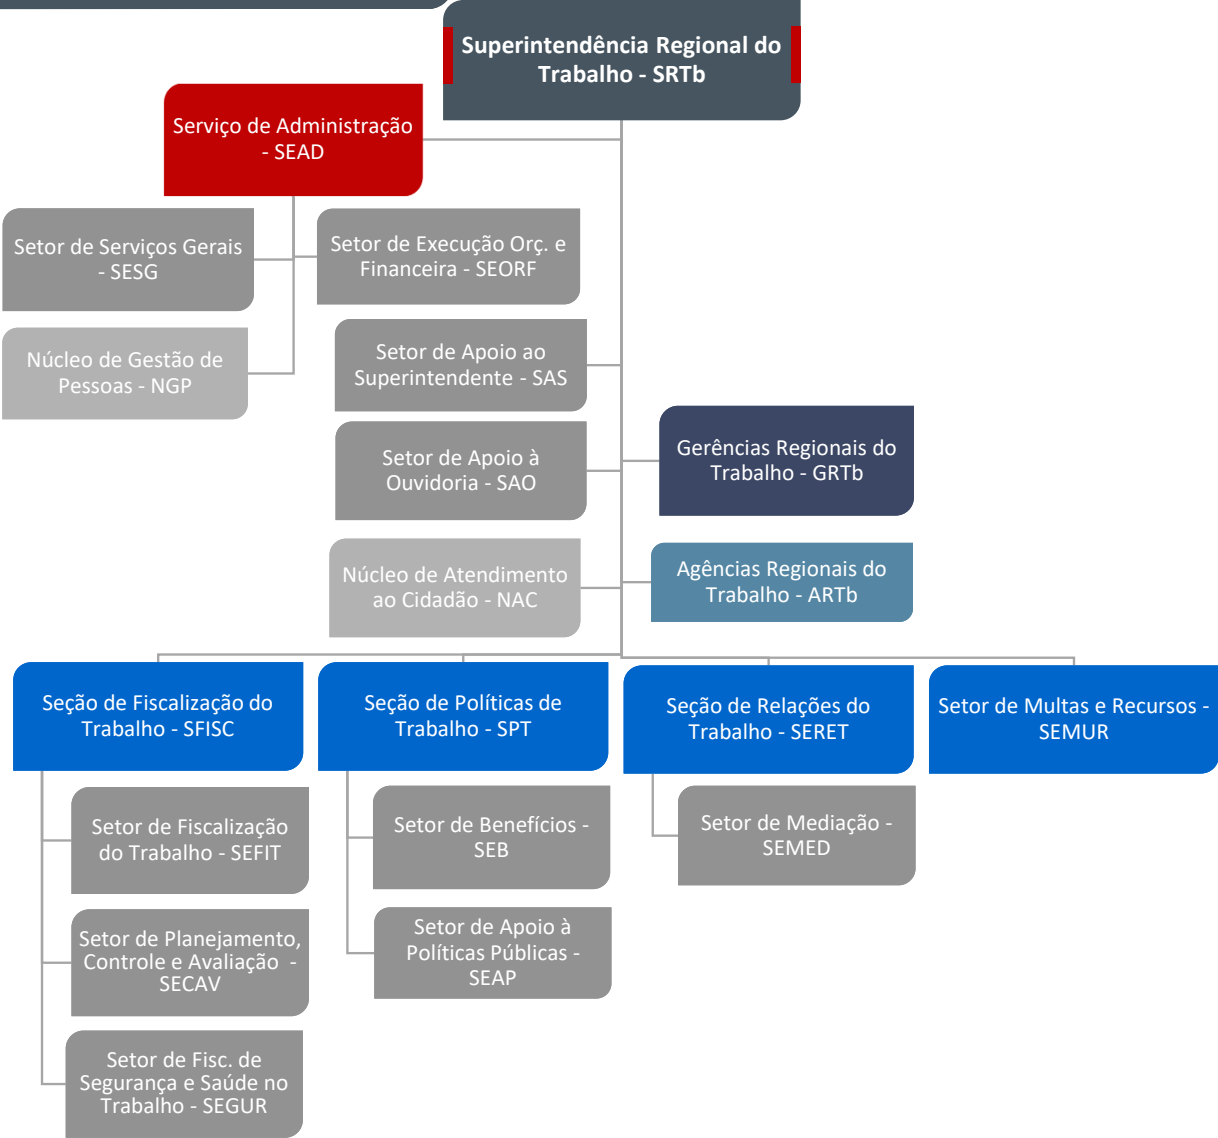 Superintendência Regional do
Trabalho - SRTb
Serviço de Administração
- SEAD
Setor de Serviços Gerais
- SESG
Setor de Execução Orç. e
Financeira - SEORF
Núcleo de Gestão de
Pessoas - NGP
Setor de Apoio ao
Superintendente - SAS
Setor de Apoio à
Ouvidoria - SAO
Gerências Regionais do
Trabalho - GRTb
Núcleo de Atendimento
ao Cidadão - NAC
Agências Regionais do
Trabalho - ARTb
Seção de Fiscalização do
Trabalho - SFISC
Seção de Políticas de
Trabalho - SPT
Seção de Relações do
Trabalho - SERET
Setor de Multas e Recursos -
SEMUR
Setor de Fiscalização
do Trabalho - SEFIT
Setor de Benefícios -
SEB
Setor de Mediação -
SEMED
Setor de Planejamento,
Controle e Avaliação  -
SECAV
Setor de Apoio à
Políticas Públicas -
SEAP
Setor de Fisc. de
Segurança e Saúde no
Trabalho - SEGUR